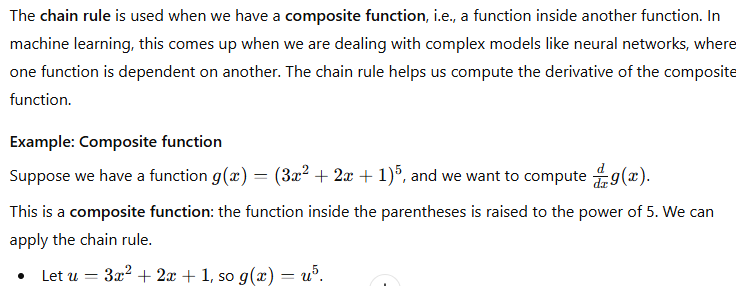 The chain rule is used when we have a composite function, i.e., a function inside another function. In
machine learning, this comes up when we are dealing with complex models like neural networks, where
one function is dependent on another. The chain rule helps us compute the derivative of the composite
function.
Example: Composite function
Suppose we have a function g(x) = (3x² + 2x + 1)⁵, and we want to compute d/dx g(x).
This is a composite function: the function inside the parentheses is raised to the power of 5. We can
apply the chain rule.
• Let u = 3x² + 2x + 1, so g(x) = u⁵.